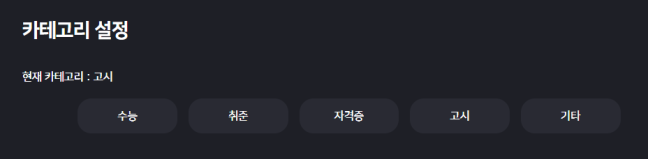 카테고리 설정
현재 카테고리 : 고시
수능 취준 자격증 고시 기타